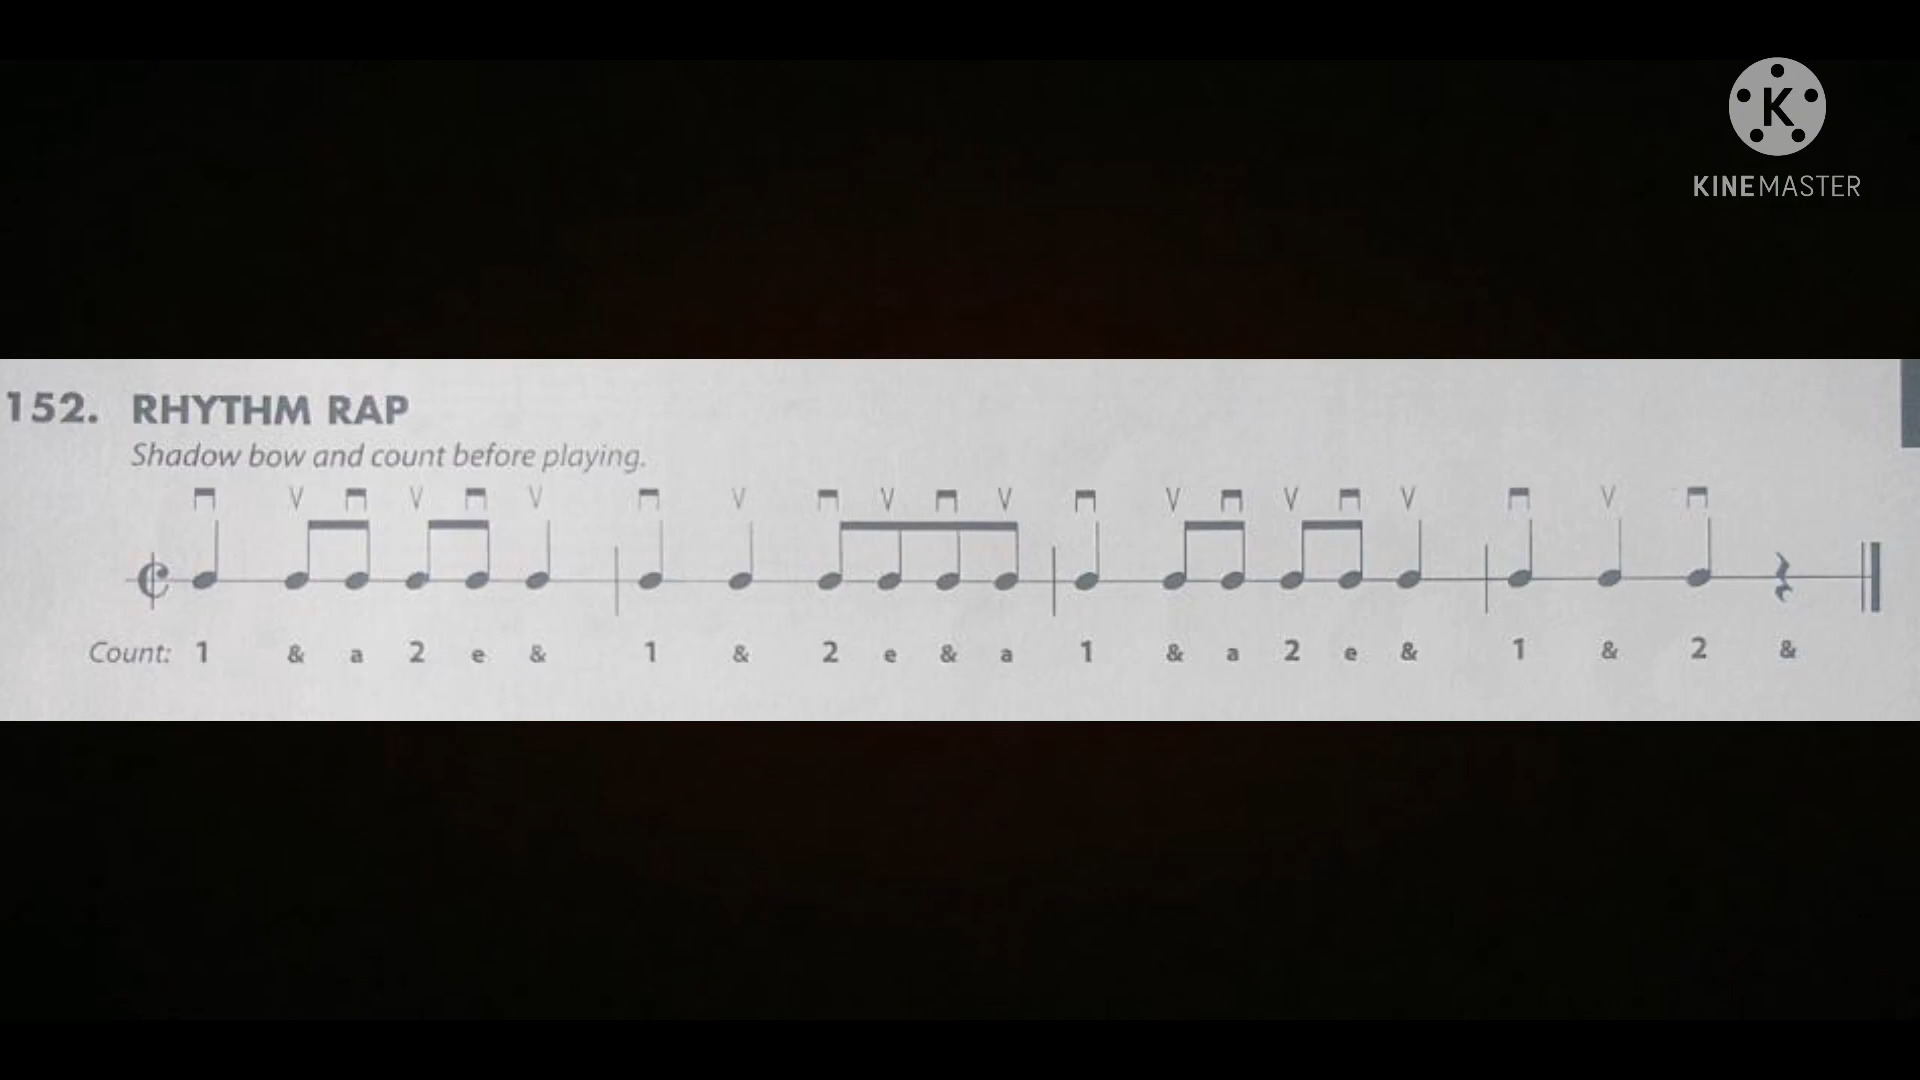 K
KINEMASTER
152. RHYTHM RAP
Shadow bow and count before playing.
Count: 1 & a 2 e & 1 & 2 e & a 1 & a 2 e & 1 & 2 &